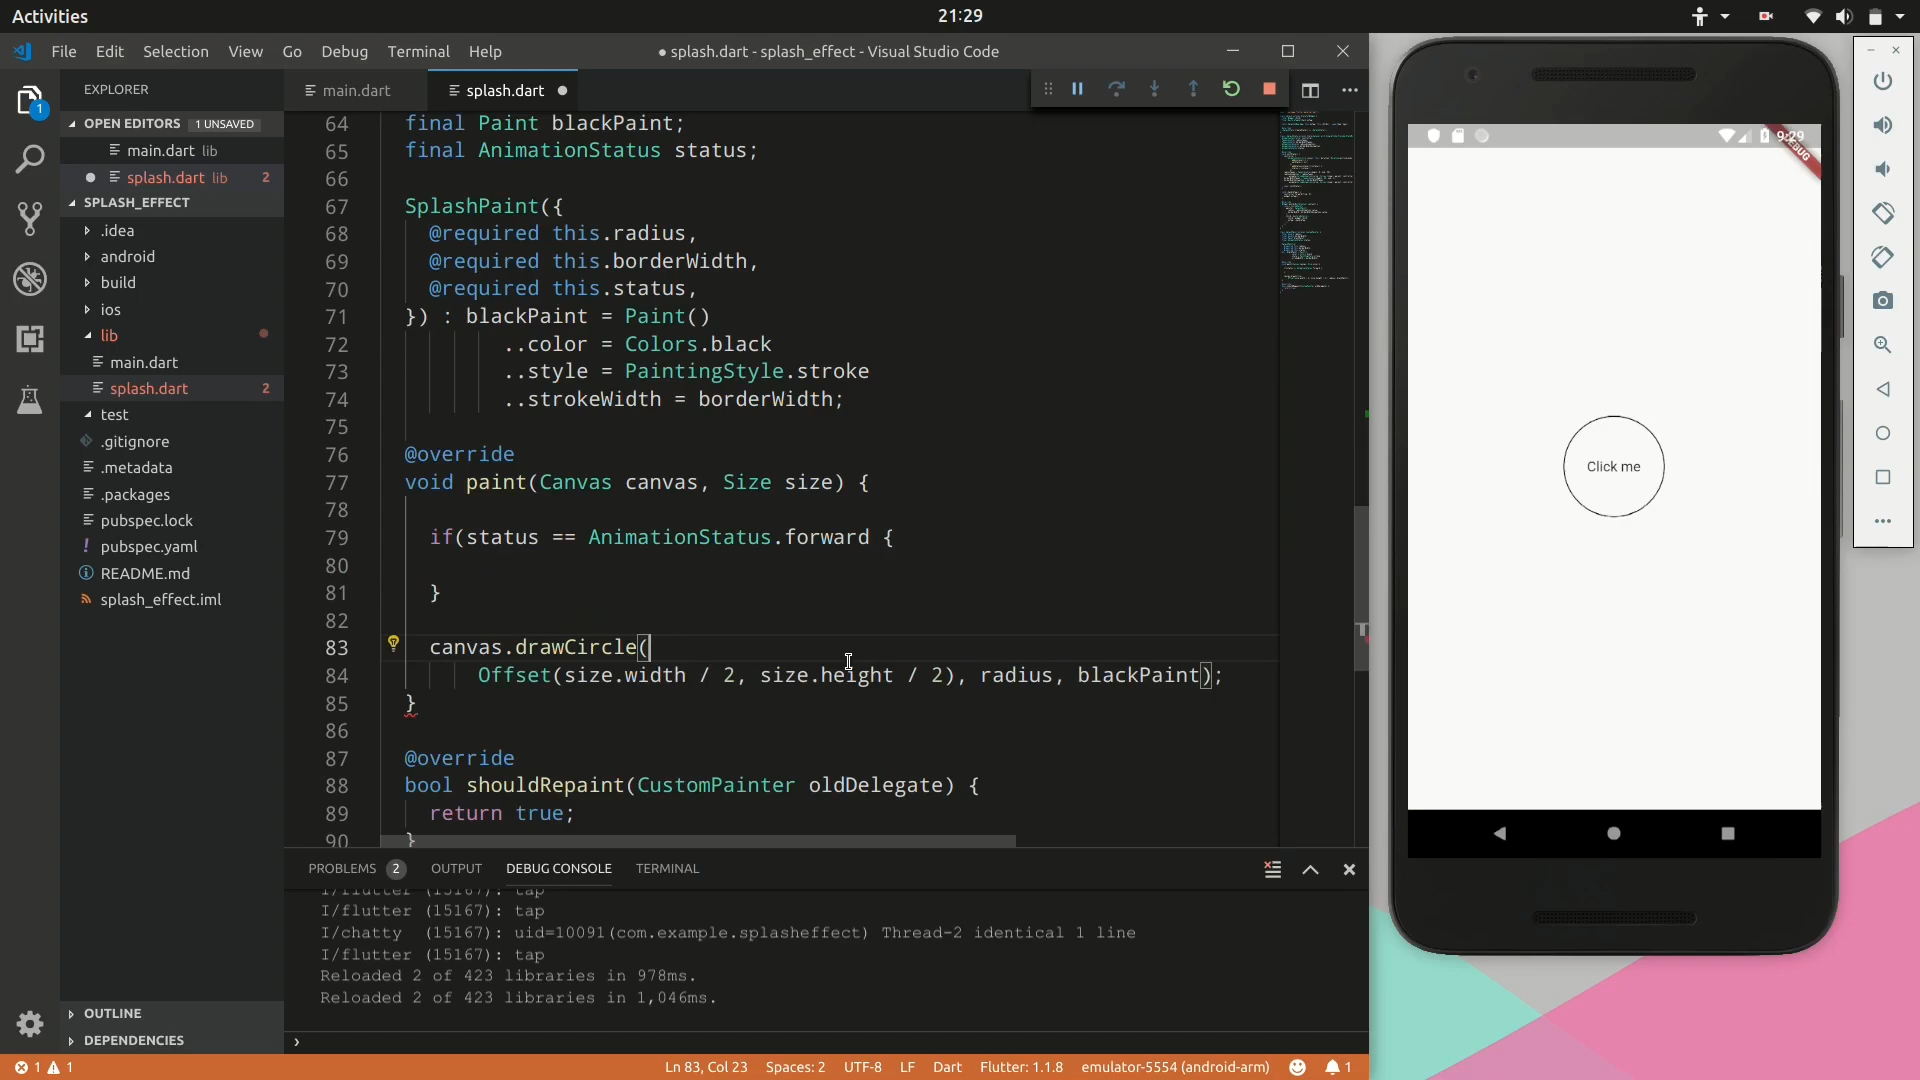 Activities
21:29
File Edit Selection View Go Debug Terminal Help
● splash.dart - splash_effect - Visual Studio Code
EXPLORER
main.dart
splash.dart
OPEN EDITORS 1 UNSAVED
main.dart lib
splash.dart lib 2
SPLASH_EFFECT
.idea
android
build
ios
lib
main.dart
splash.dart 2
test
.gitignore
.metadata
.packages
pubspec.lock
pubspec.yaml
README.md
splash_effect.iml
OUTLINE
DEPENDENCIES
1
64 final Paint blackPaint;
65 final AnimationStatus status;
66
67 SplashPaint({
68 @required this.radius,
69 @required this.borderWidth,
70 @required this.status,
71 }) : blackPaint = Paint()
72 ..color = Colors.black
73 ..style = PaintingStyle.stroke
74 ..strokeWidth = borderWidth;
75
76 @override
77 void paint(Canvas canvas, Size size) {
78
79 if(status == AnimationStatus.forward {
80
81 }
82
83 canvas.drawCircle(
84 Offset(size.width / 2, size.height / 2), radius, blackPaint);
85 }
86
87 @override
88 bool shouldRepaint(CustomPainter oldDelegate) {
89 return true;
90 }
PROBLEMS 2 OUTPUT DEBUG CONSOLE TERMINAL
I/flutter (15167): tap
I/flutter (15167): tap
I/chatty (15167): uid=10091(com.example.splasheffect) Thread-2 identical 1 line
I/flutter (15167): tap
Reloaded 2 of 423 libraries in 978ms.
Reloaded 2 of 423 libraries in 1,046ms.
1 1
Ln 83, Col 23 Spaces: 2 UTF-8 LF Dart Flutter: 1.1.8 emulator-5554 (android-arm) 1
9:29
DEBUG
Click me